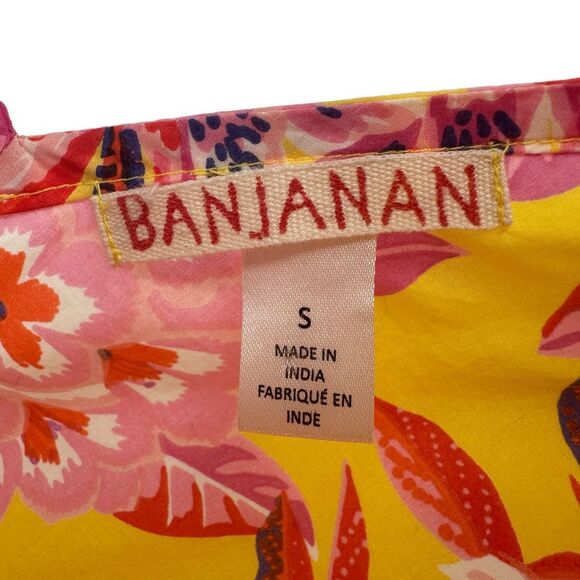 BANJANAN
S
MADE IN
INDIA
FABRIQUÉ EN
INDE